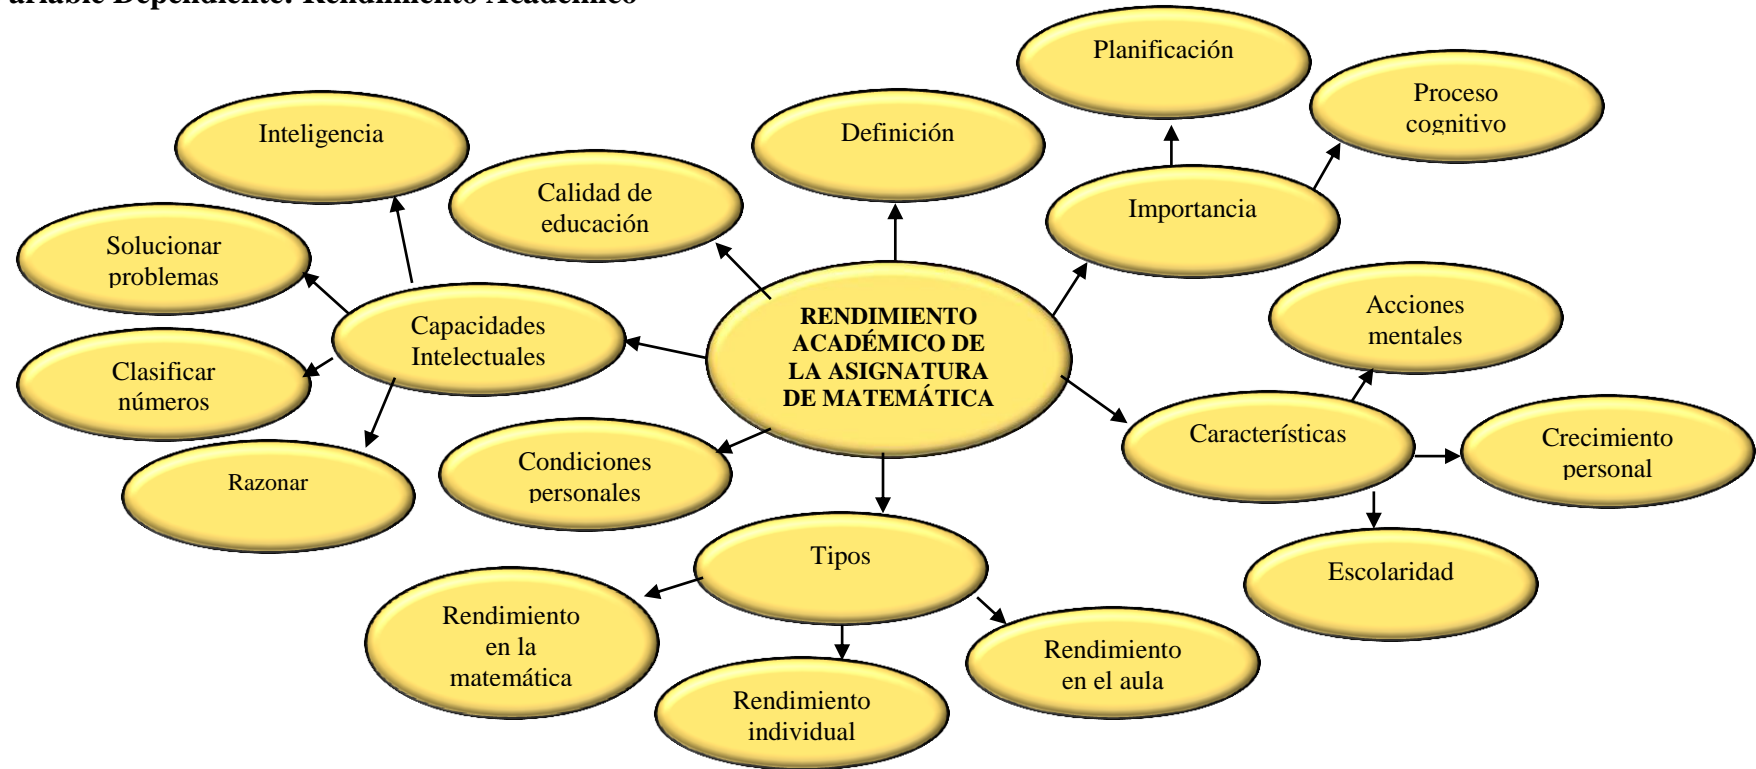 ariable Dependiente: Rendimiento Académico
Planificación
Proceso
cognitivo
Inteligencia
Definición
Calidad de
educación
Importancia
Solucionar
problemas
Acciones
mentales
Capacidades
Intelectuales
RENDIMIENTO
ACADÉMICO DE
LA ASIGNATURA
DE MATEMÁTICA
Clasificar
números
Características
Crecimiento
personal
Condiciones
personales
Razonar
Tipos
Escolaridad
Rendimiento
en la
matemática
Rendimiento
en el aula
Rendimiento
individual